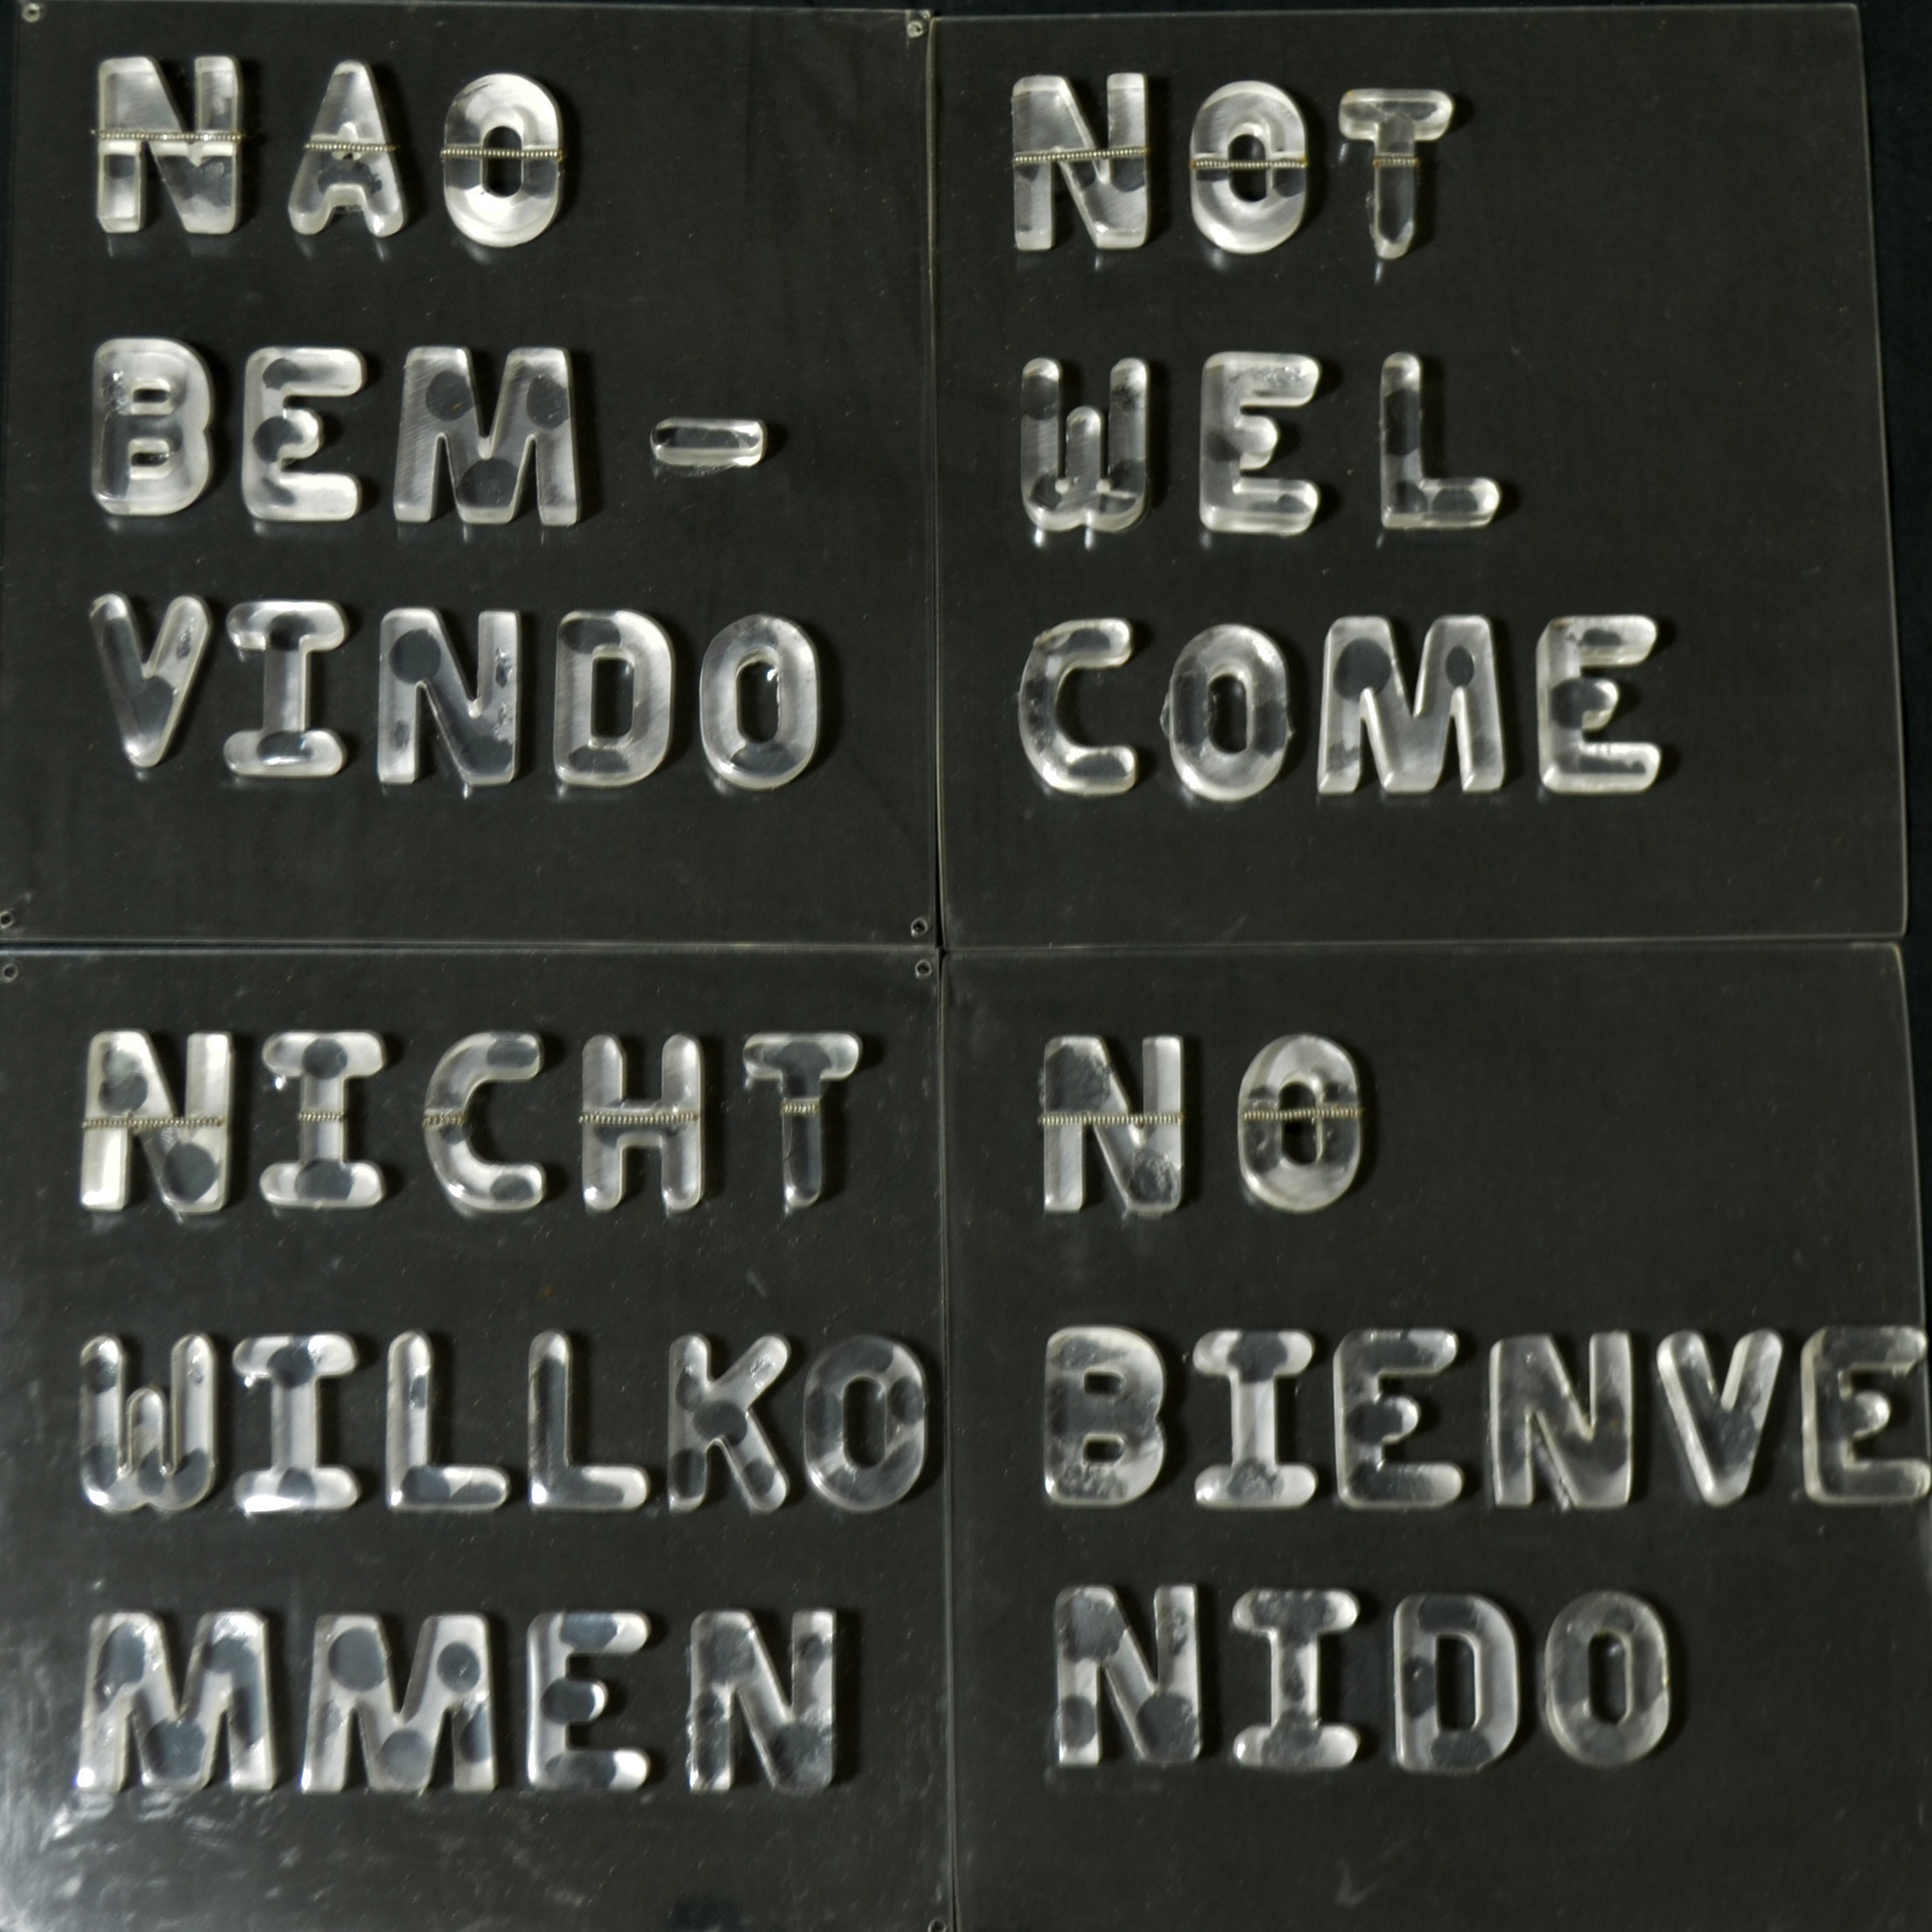 NAO
BEM-
VINDO
NOT
WEL
COME
NICHT
WILLKO
MMEN
NO
BIENVE
NIDO